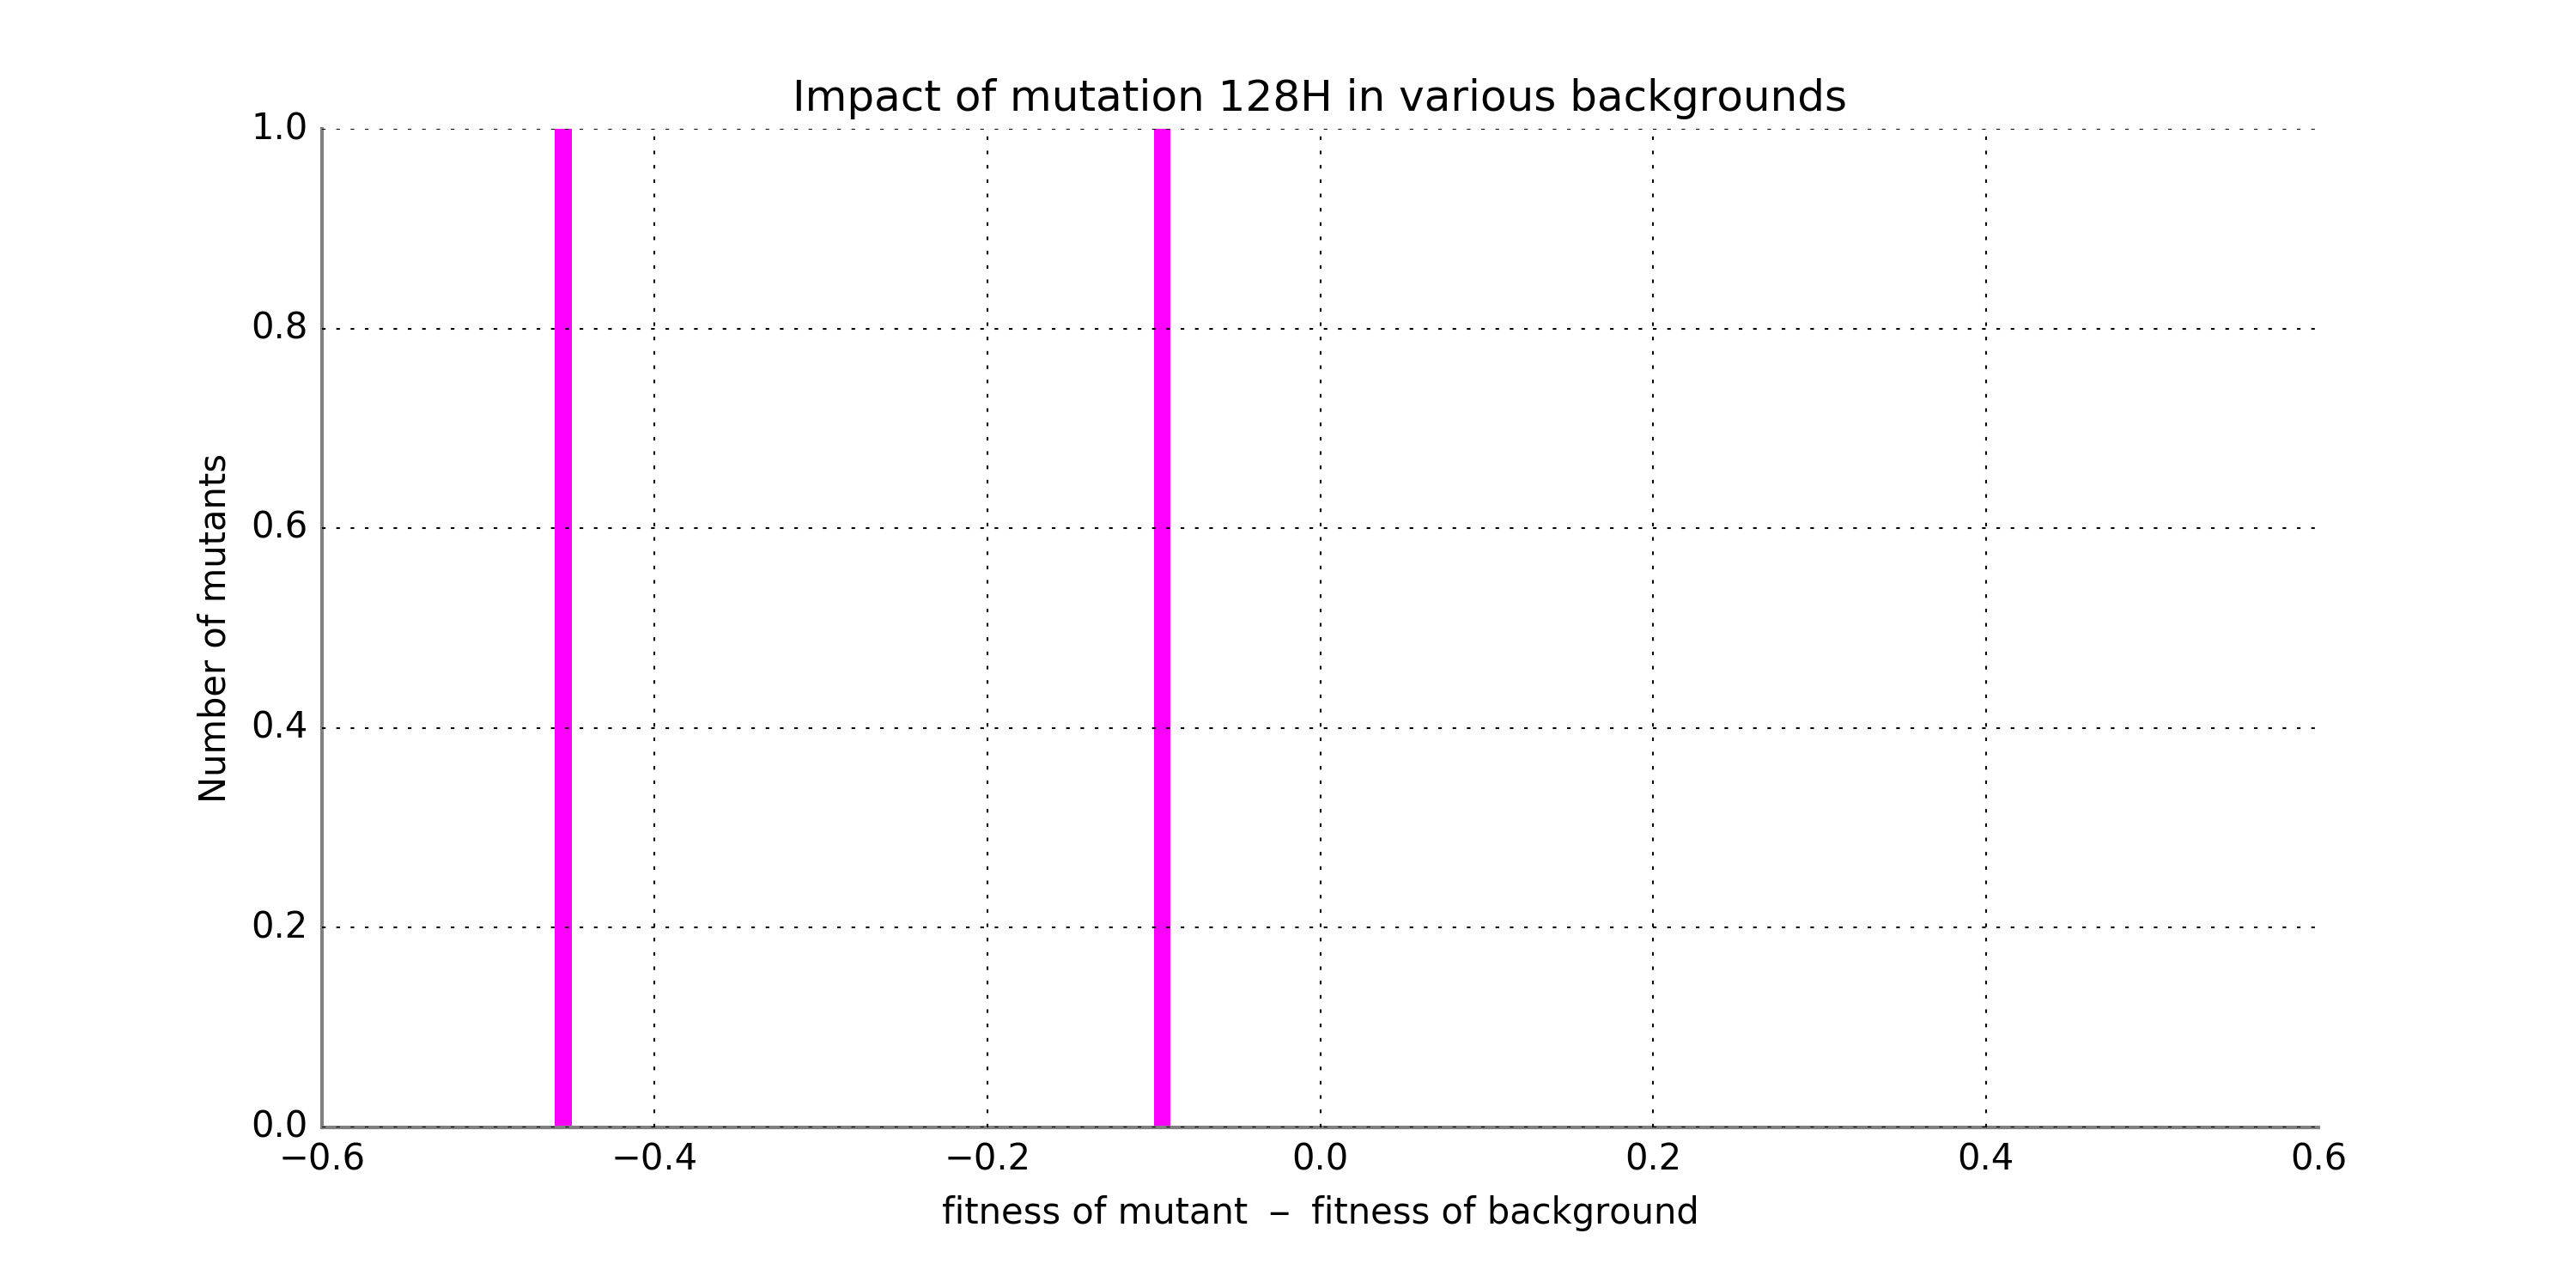 Impact of mutation 128H in various backgrounds
1.0
0.8
0.6
0.4
0.2
0.0
Number of mutants
−0.6 −0.4 −0.2 0.0 0.2 0.4 0.6
fitness of mutant − fitness of background